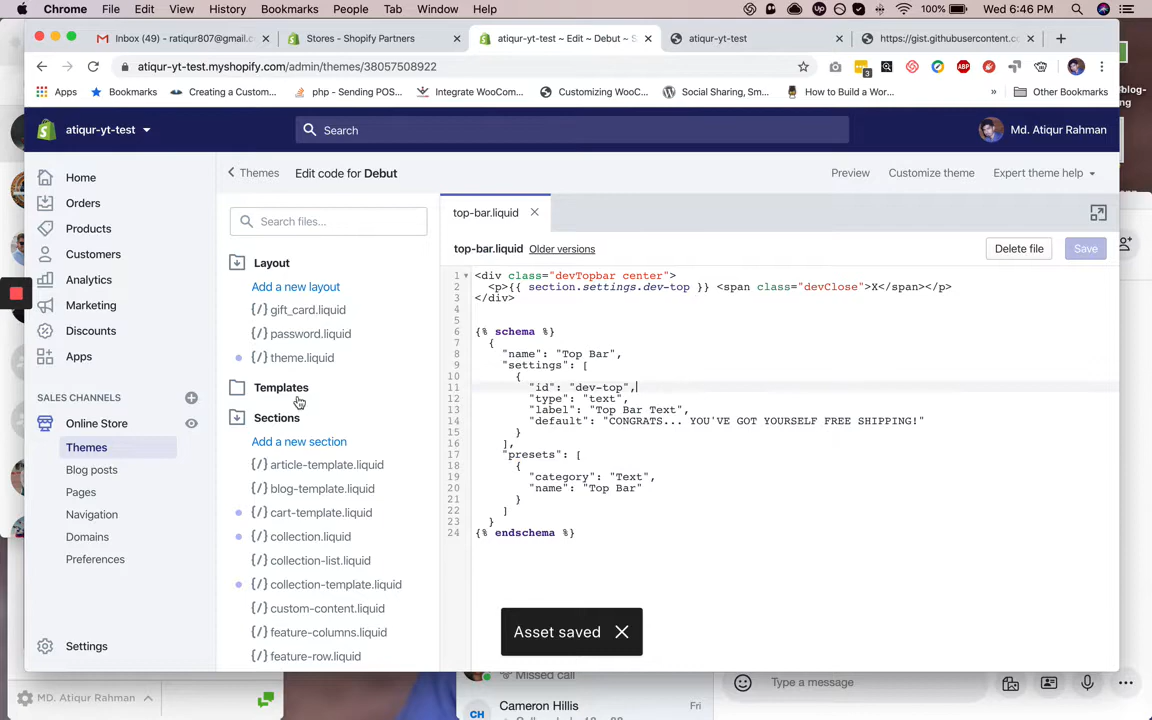 Chrome File Edit View History Bookmarks People Tab Window Help 100% Wed 6:46 PM
Inbox (49) - ratiqur807@gmail.c
Stores - Shopify Partners
atiqur-yt-test ~ Edit ~ Debut ~ S
atiqur-yt-test
https://gist.githubusercontent.cc
atiqur-yt-test.myshopify.com/admin/themes/38057508922
3
ABP
Apps Bookmarks Creating a Custom... php - Sending POS... Integrate WooCom... Customizing WooC... Social Sharing, Sm... How to Build a Wor... » Other Bookmarks
atiqur-yt-test
Search
Md. Atiqur Rahman
Home
Orders
Products
Customers
Analytics
Marketing
Discounts
Apps
SALES CHANNELS
Online Store
Themes
Blog posts
Pages
Navigation
Domains
Preferences
Settings
Themes
Edit code for Debut
Preview
Customize theme
Expert theme help
Search files...
Layout
Add a new layout
{/} gift_card.liquid
{/} password.liquid
{/} theme.liquid
Templates
Sections
Add a new section
{/} article-template.liquid
{/} blog-template.liquid
{/} cart-template.liquid
{/} collection.liquid
{/} collection-list.liquid
{/} collection-template.liquid
{/} custom-content.liquid
{/} feature-columns.liquid
{/} feature-row.liquid
top-bar.liquid
top-bar.liquid Older versions
Delete file
Save
1 <div class="devTopbar center">
2 <p>{{ section.settings.dev-top }} <span class="devClose">X</span></p>
3 </div>
4
5
6 {% schema %}
7 {
8 "name": "Top Bar",
9 "settings": [
10 {
11 "id": "dev-top",
12 "type": "text",
13 "label": "Top Bar Text",
14 "default": "CONGRATS... YOU'VE GOT YOURSELF FREE SHIPPING!"
15 }
16 ],
17 "presets": [
18 {
19 "category": "Text",
20 "name": "Top Bar"
21 }
22 ]
23 }
24 {% endschema %}
Asset saved
MD. Atiqur Rahman
Missed call
CH
Cameron Hillis
Fri
Type a message